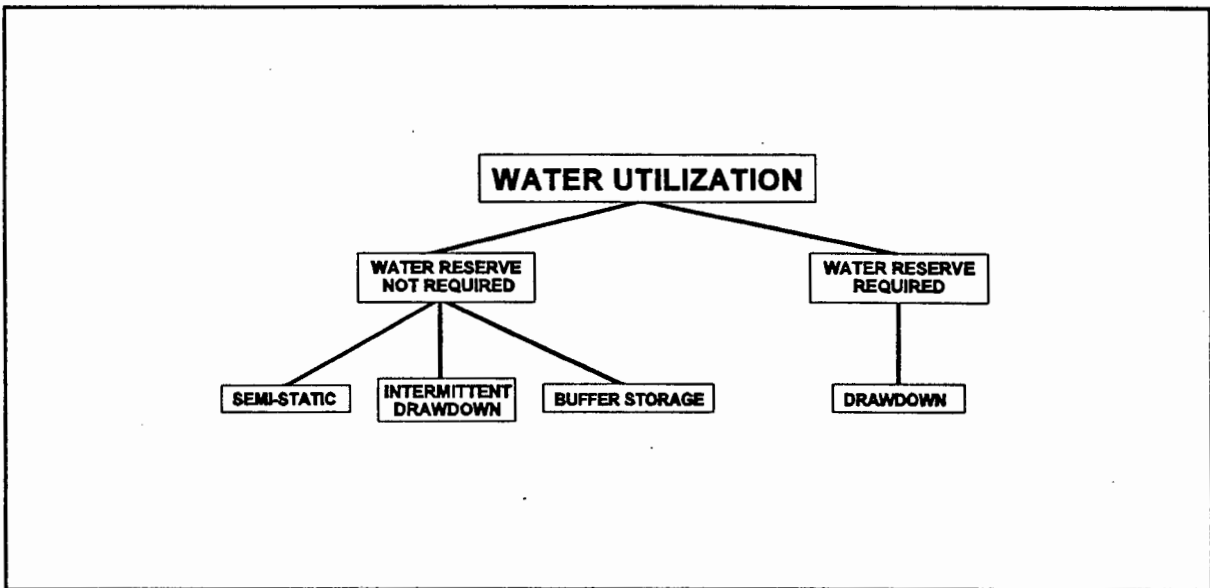 WATER UTILIZATION
WATER RESERVE
NOT REQUIRED
WATER RESERVE
REQUIRED
SEMI-STATIC
INTERMITTENT
DRAWDOWN
BUFFER STORAGE
DRAWDOWN